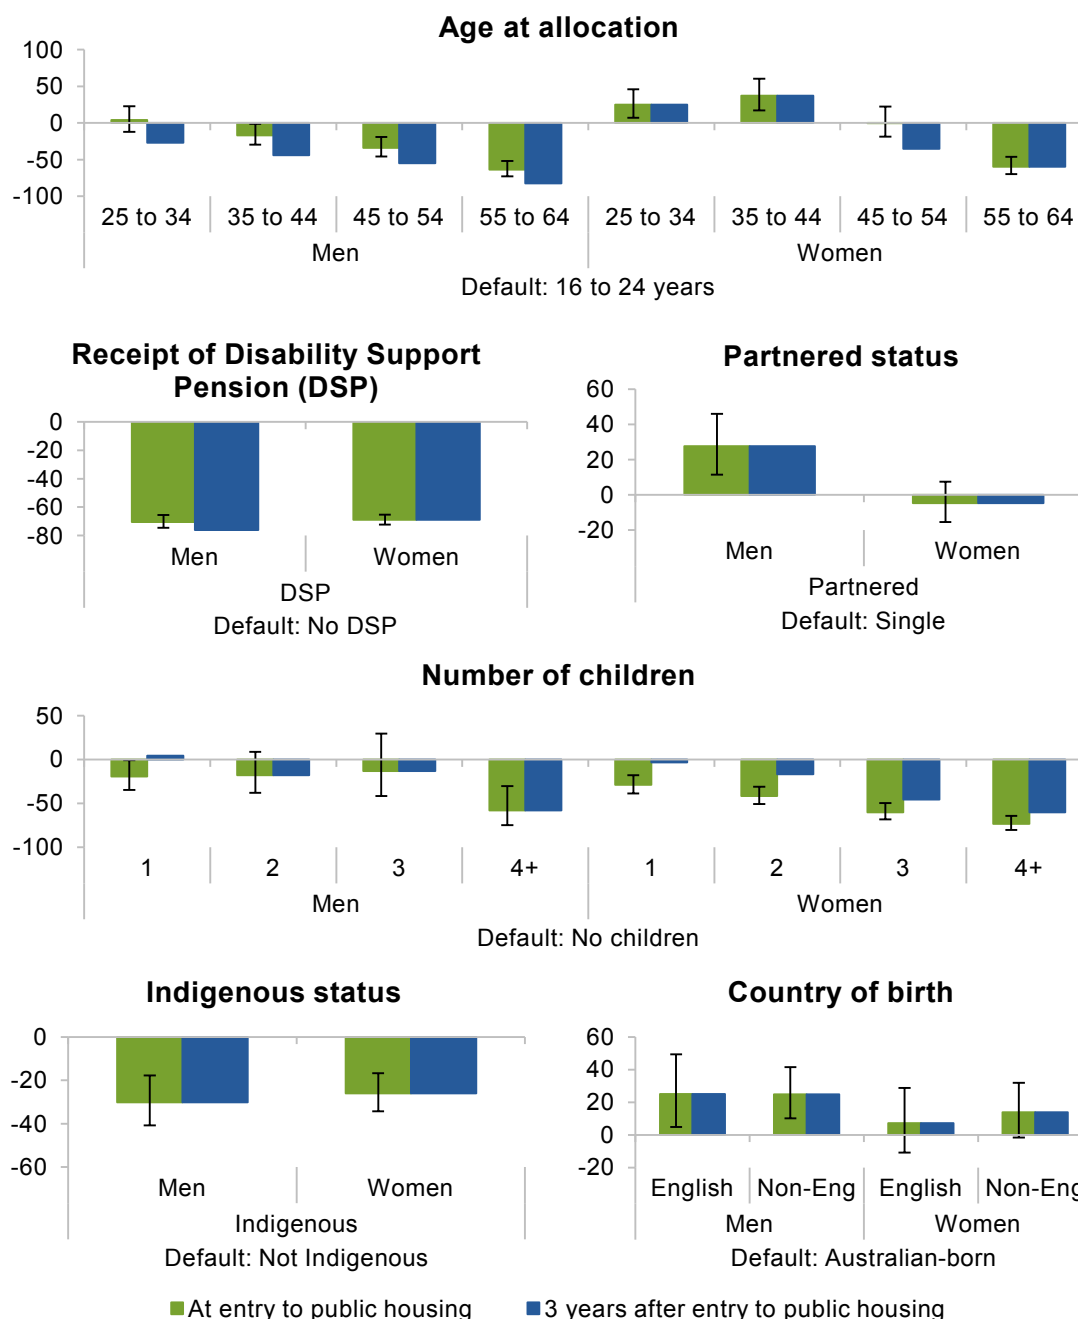 Age at allocation
100
50
0
-50
-100
25 to 34 35 to 44 45 to 54 55 to 64 25 to 34 35 to 44 45 to 54 55 to 64
Men Women
Default: 16 to 24 years
Receipt of Disability Support
Pension (DSP)
0
-20
-40
-60
-80
Men Women
DSP
Default: No DSP
Partnered status
60
40
20
0
-20
Men Women
Partnered
Default: Single
Number of children
50
0
-50
-100
1 2 3 4+ 1 2 3 4+
Men Women
Default: No children
Indigenous status
0
-20
-40
-60
Men Women
Indigenous
Default: Not Indigenous
Country of birth
60
40
20
0
-20
English Non-Eng English Non-Eng
Men Women
Default: Australian-born
At entry to public housing 3 years after entry to public housing